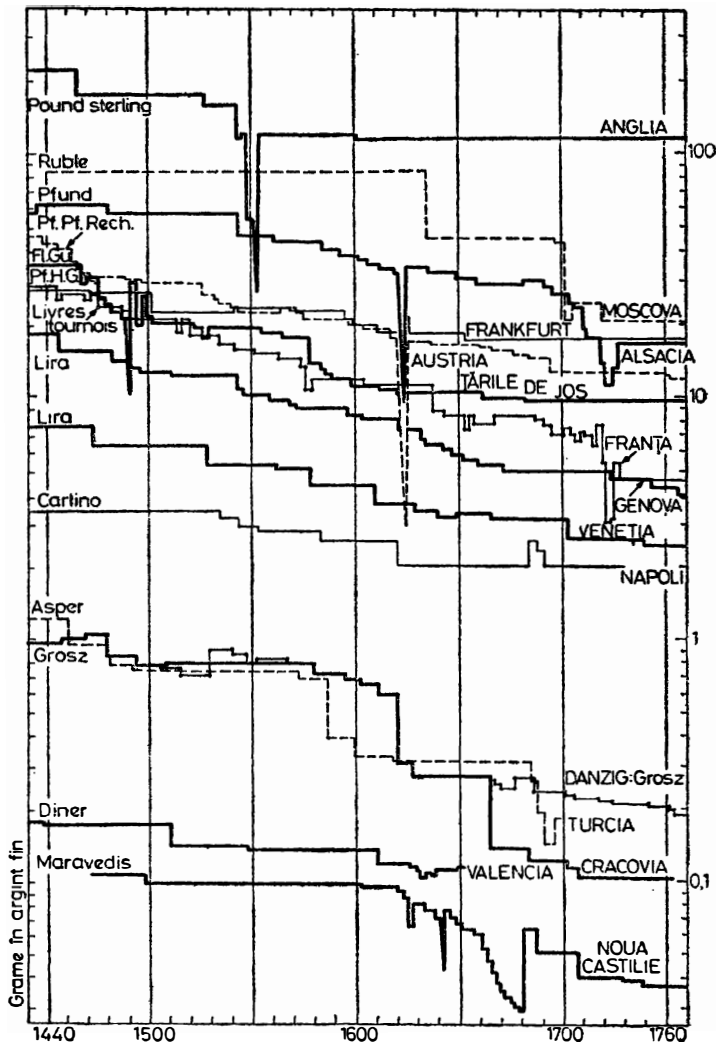 Pound sterling
ANGLIA
100
Ruble
Pfund
Pf. Pf. Rech.
Fl.Gu.
Pf.H.G
Livres
tournois
MOSCOVA
FRANKFURT
AUSTRIA
ALSACIA
ȚĂRILE DE JOS
10
Lira
Lira
FRANȚA
GENOVA
VENEȚIA
Carlino
NAPOLI
Asper
1
Grosz
DANZIG:Grosz
TURCIA
Diner
VALENCIA
CRACOVIA
Maravedis
0,1
NOUA
CASTILIE
Grame în argint fin
1440
1500
1600
1700
1760